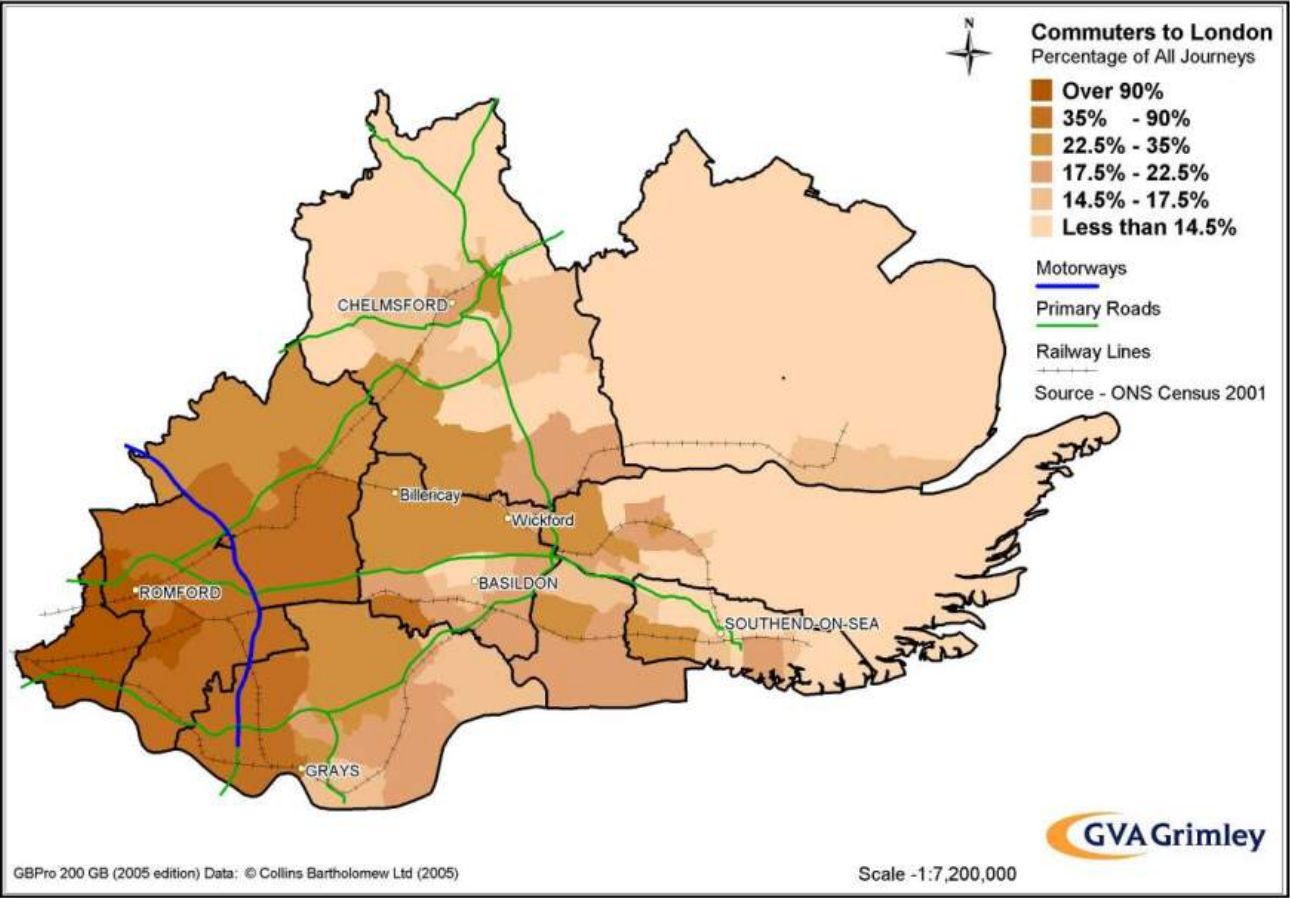 N
Commuters to London
Percentage of All Journeys
Over 90%
35% - 90%
22.5% - 35%
17.5% - 22.5%
14.5% - 17.5%
Less than 14.5%
Motorways
Primary Roads
Railway Lines
Source - ONS Census 2001
CHELMSFORD
Billericay
Wickford
BASILDON
ROMFORD
SOUTHEND-ON-SEA
GRAYS
GVA Grimley
GBPro 200 GB (2005 edition) Data: © Collins Bartholomew Ltd (2005)
Scale -1:7,200,000